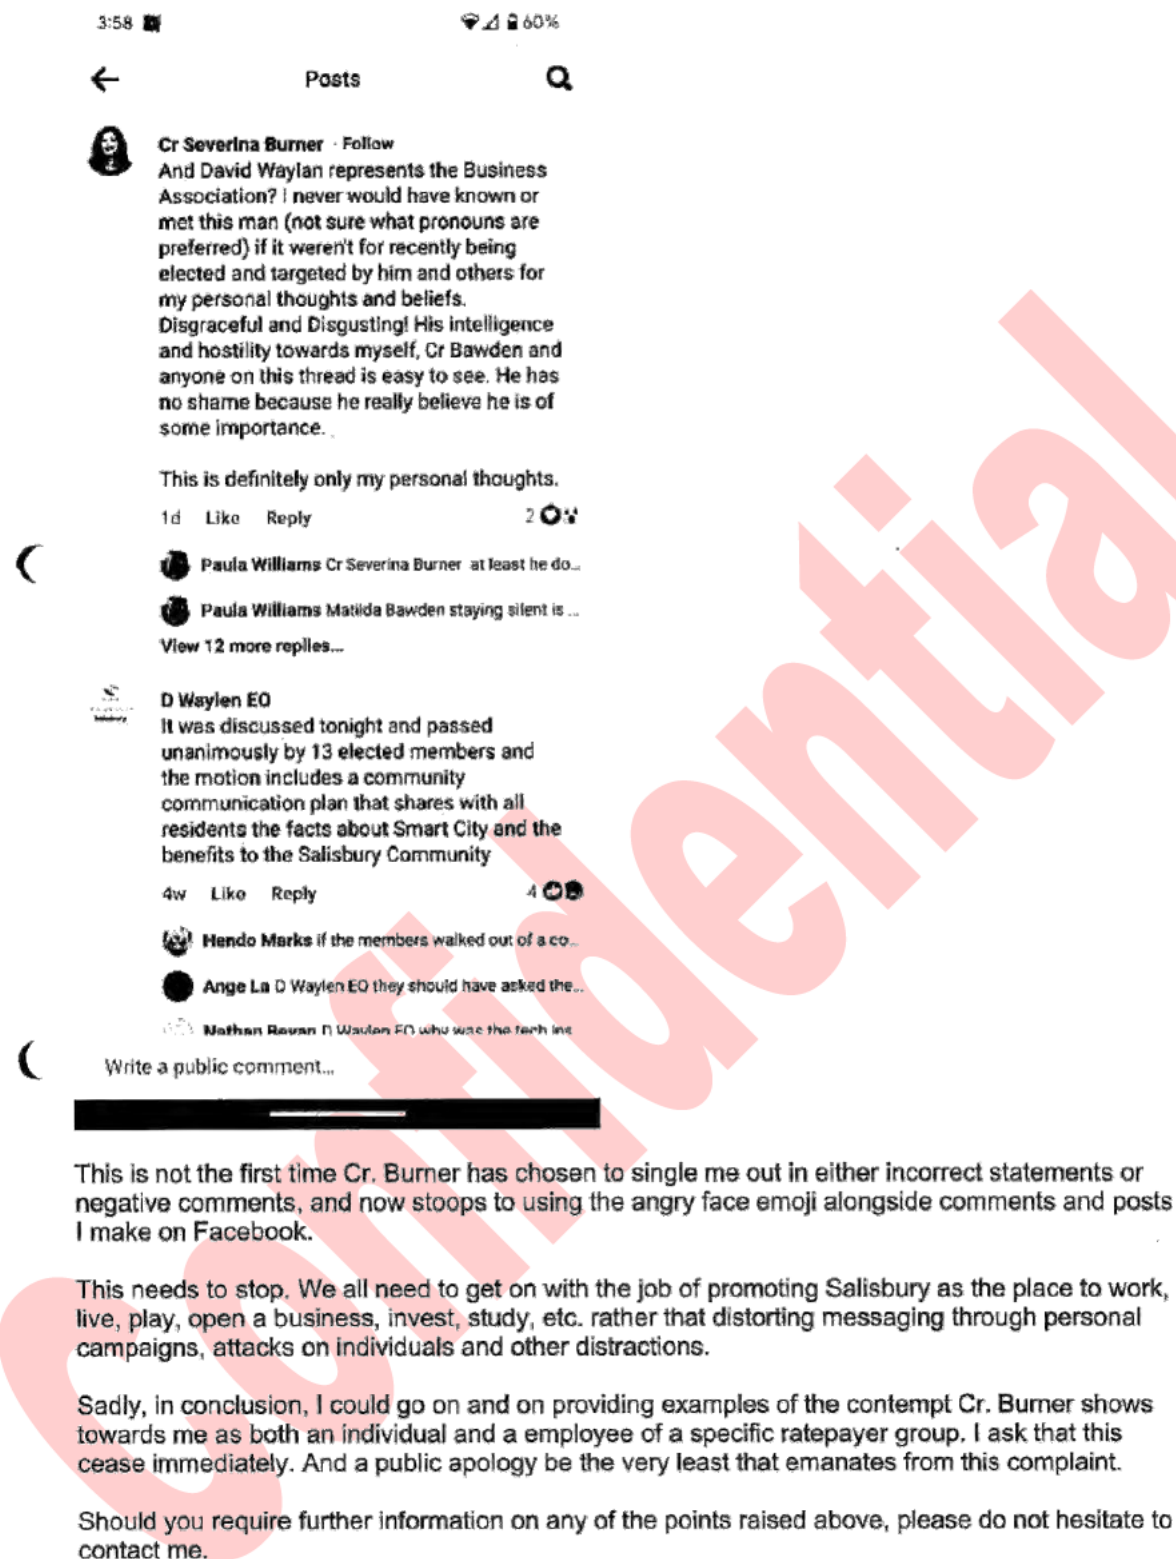 3:58 60%
Posts
Cr Severina Burner · Follow
And David Waylan represents the Business
Association? I never would have known or
met this man (not sure what pronouns are
preferred) if it weren't for recently being
elected and targeted by him and others for
my personal thoughts and beliefs.
Disgraceful and Disgusting! His intelligence
and hostility towards myself, Cr Bawden and
anyone on this thread is easy to see. He has
no shame because he really believe he is of
some importance.
This is definitely only my personal thoughts.
1d Like Reply 2
Paula Williams Cr Severina Burner at least he do...
Paula Williams Matilda Bawden staying silent is ...
View 12 more replies...
Salisbury
D Waylen EO
It was discussed tonight and passed
unanimously by 13 elected members and
the motion includes a community
communication plan that shares with all
residents the facts about Smart City and the
benefits to the Salisbury Community
4w Like Reply 4
Hendo Marks if the members walked out of a co...
Ange La D Waylen EO they should have asked the...
Nathan D Waylen EO why was the tech
Write a public comment...
This is not the first time Cr. Burner has chosen to single me out in either incorrect statements or
negative comments, and now stoops to using the angry face emoji alongside comments and posts
I make on Facebook.
This needs to stop. We all need to get on with the job of promoting Salisbury as the place to work,
live, play, open a business, invest, study, etc. rather that distorting messaging through personal
campaigns, attacks on individuals and other distractions.
Sadly, in conclusion, I could go on and on providing examples of the contempt Cr. Burner shows
towards me as both an individual and a employee of a specific ratepayer group. I ask that this
cease immediately. And a public apology be the very least that emanates from this complaint.
Should you require further information on any of the points raised above, please do not hesitate to
contact me.
Confidential